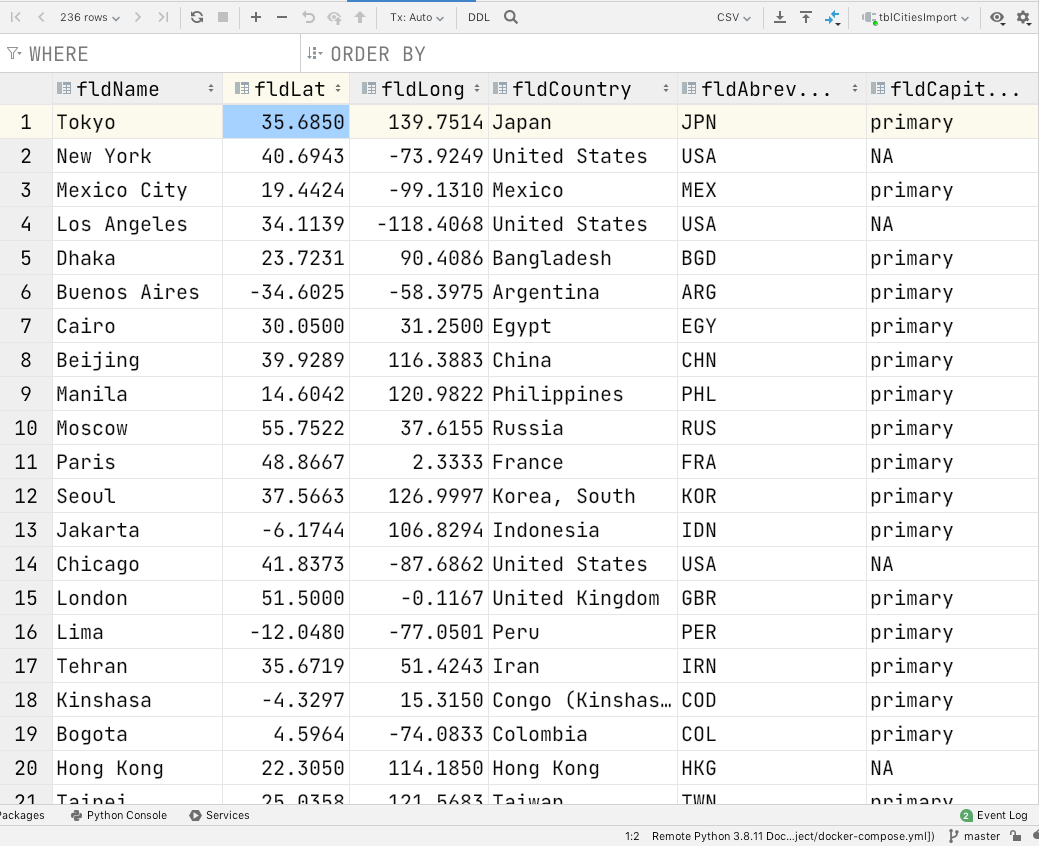 236 rows Tx: Auto DDL CSV tblCitiesImport
WHERE ORDER BY
fldName fldLat fldLong fldCountry fldAbrev... fldCapit...
1 Tokyo 35.6850 139.7514 Japan JPN primary
2 New York 40.6943 -73.9249 United States USA NA
3 Mexico City 19.4424 -99.1310 Mexico MEX primary
4 Los Angeles 34.1139 -118.4068 United States USA NA
5 Dhaka 23.7231 90.4086 Bangladesh BGD primary
6 Buenos Aires -34.6025 -58.3975 Argentina ARG primary
7 Cairo 30.0500 31.2500 Egypt EGY primary
8 Beijing 39.9289 116.3883 China CHN primary
9 Manila 14.6042 120.9822 Philippines PHL primary
10 Moscow 55.7522 37.6155 Russia RUS primary
11 Paris 48.8667 2.3333 France FRA primary
12 Seoul 37.5663 126.9997 Korea, South KOR primary
13 Jakarta -6.1744 106.8294 Indonesia IDN primary
14 Chicago 41.8373 -87.6862 United States USA NA
15 London 51.5000 -0.1167 United Kingdom GBR primary
16 Lima -12.0480 -77.0501 Peru PER primary
17 Tehran 35.6719 51.4243 Iran IRN primary
18 Kinshasa -4.3297 15.3150 Congo (Kinshas… COD primary
19 Bogota 4.5964 -74.0833 Colombia COL primary
20 Hong Kong 22.3050 114.1850 Hong Kong HKG NA
21 Taipei 25.0358 121.5683 Taiwan TWN primary
Packages Python Console Services 2 Event Log
1:2 Remote Python 3.8.11 Doc...ject/docker-compose.yml]) master